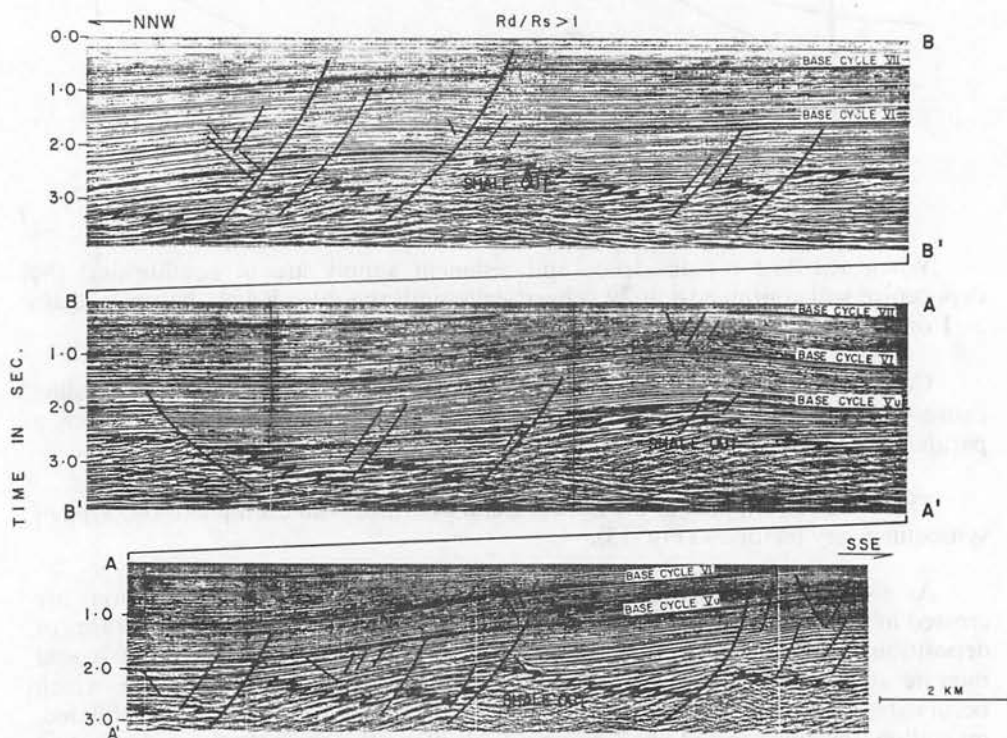 NNW
Rd/Rs > 1
0·0
B
BASE CYCLE VII
1·0
BASE CYCLE VI
2·0
SHALE OUT
3·0
B'
B
A
BASE CYCLE VII
1·0
BASE CYCLE VI
2·0
BASE CYCLE VU
SHALE OUT
3·0
B'
A'
TIME IN SEC.
A
SSE
BASE CYCLE VI
BASE CYCLE VU
1·0
2·0
SHALE OUT
2 KM
3·0
A'